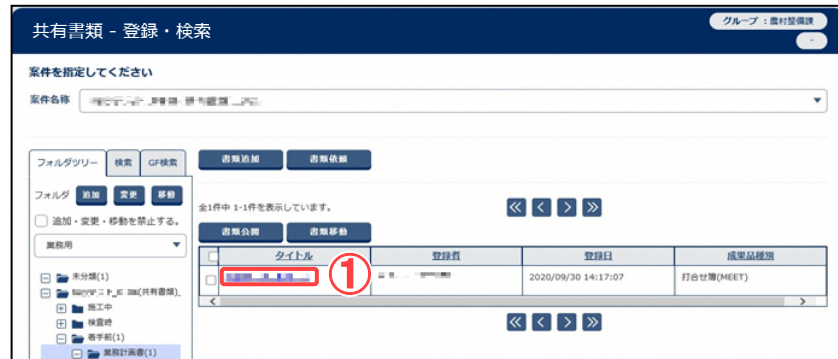 共有書類 - 登録・検索
グループ : 農村整備課
-
案件を指定してください
案件名称
フォルダツリー 検索 GF検索
書類追加 書類依頼
フォルダ 追加 変更 移動
追加・変更・移動を禁止する。
業務用
全1件中 1-1件を表示しています。
書類公開 書類移動
タイトル 登録者 登録日 成果品種別
① 2020/09/30 14:17:07 打合せ簿(MEET)
未分類(1)
(共有書類)
施工中
検査時
着手前(1)
業務計画書(1)